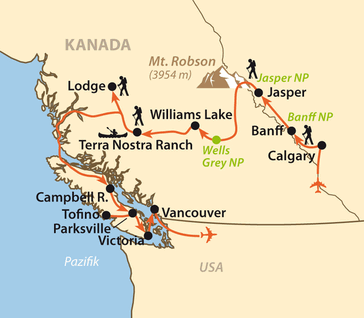 KANADA
Mt. Robson
(3954 m)
Jasper NP
Lodge
Jasper
Williams Lake
Banff NP
Banff
Terra Nostra Ranch
Wells
Grey NP
Calgary
Campbell R.
Tofino
Vancouver
Parksville
Victoria
Pazifik
USA